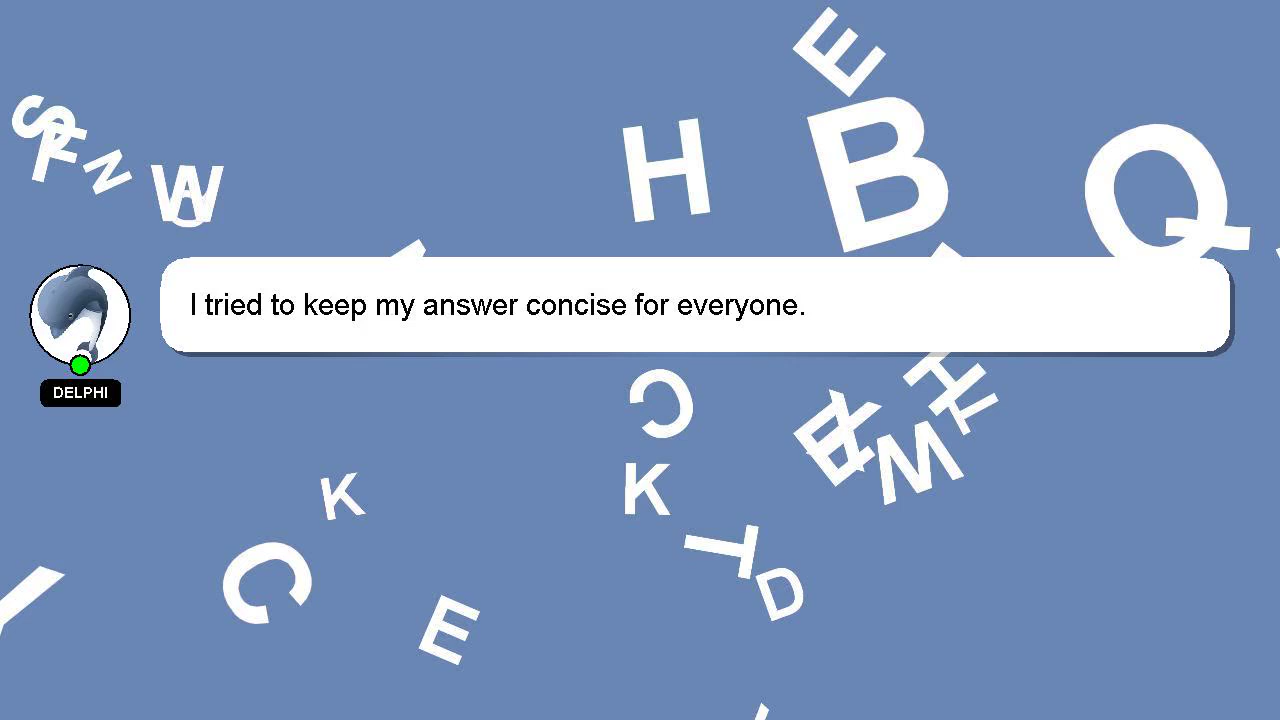 E
H
B
Q
S
F
N
W
I tried to keep my answer concise for everyone.
DELPHI
C
H
E
M
K
K
T
D
C
E